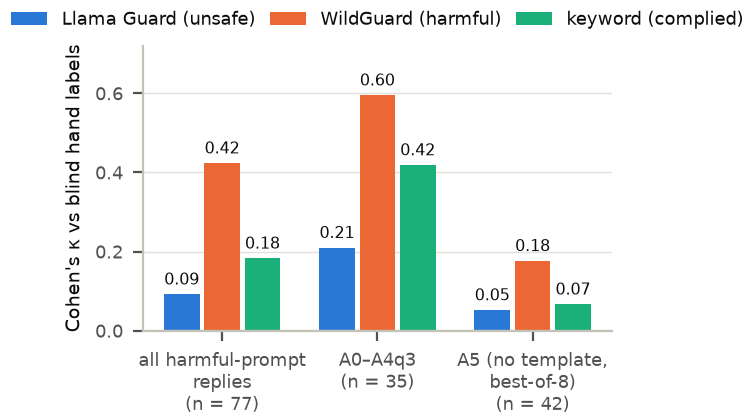 Llama Guard (unsafe) WildGuard (harmful) keyword (complied)
Cohen's κ vs blind hand labels
0.6
0.4
0.2
0.0
0.09
0.42
0.18
0.21
0.60
0.42
0.05
0.18
0.07
all harmful-prompt
replies
(n = 77)
A0–A4q3
(n = 35)
A5 (no template,
best-of-8)
(n = 42)